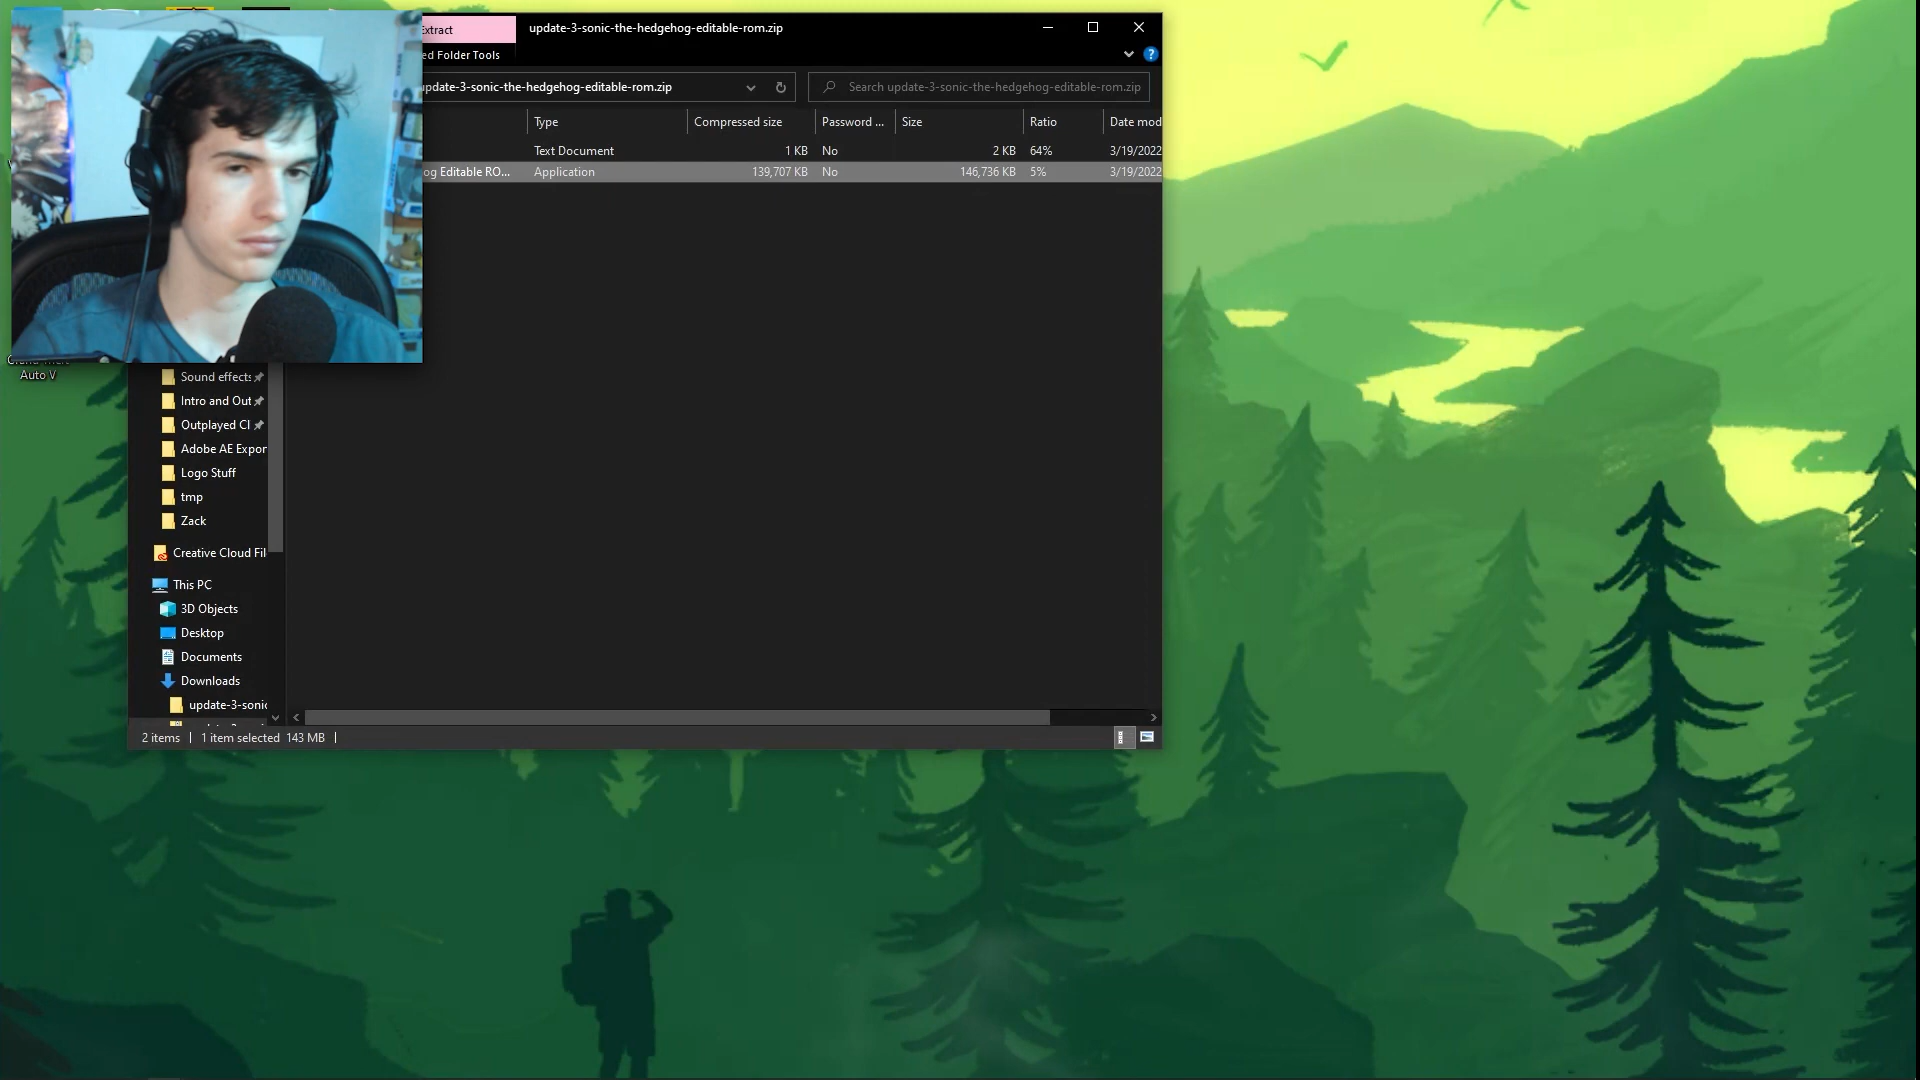 Extract
update-3-sonic-the-hedgehog-editable-rom.zip
ed Folder Tools
update-3-sonic-the-hedgehog-editable-rom.zip
Search update-3-sonic-the-hedgehog-editable-rom.zip
Type Compressed size Password ... Size Ratio Date mod
Text Document 1 KB No 2 KB 64% 3/19/2022
og Editable RO... Application 139,707 KB No 146,736 KB 5% 3/19/2022
Auto V
Sound effects
Intro and Out
Outplayed Cl
Adobe AE Expor
Logo Stuff
tmp
Zack
Creative Cloud Fil
This PC
3D Objects
Desktop
Documents
Downloads
update-3-sonic
2 items 1 item selected 143 MB